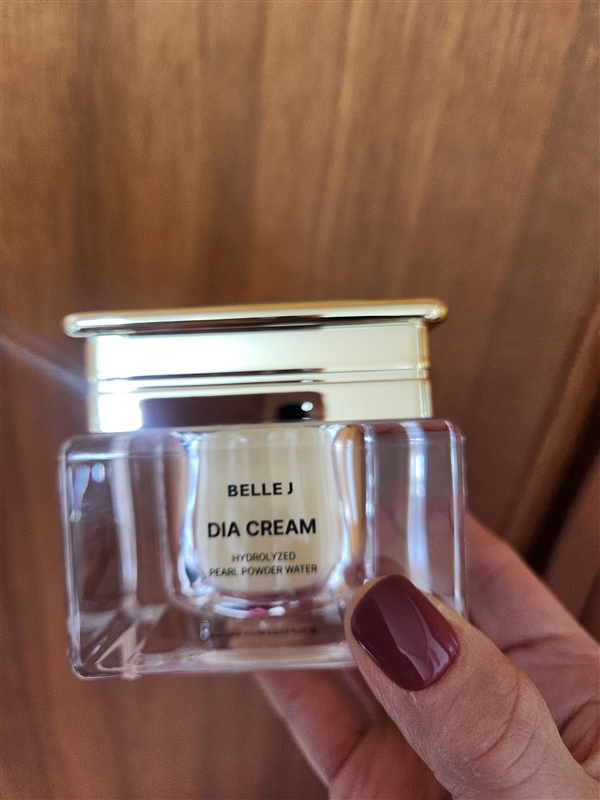 BELLE J
DIA CREAM
HYDROLYZED
PEARL POWDER WATER